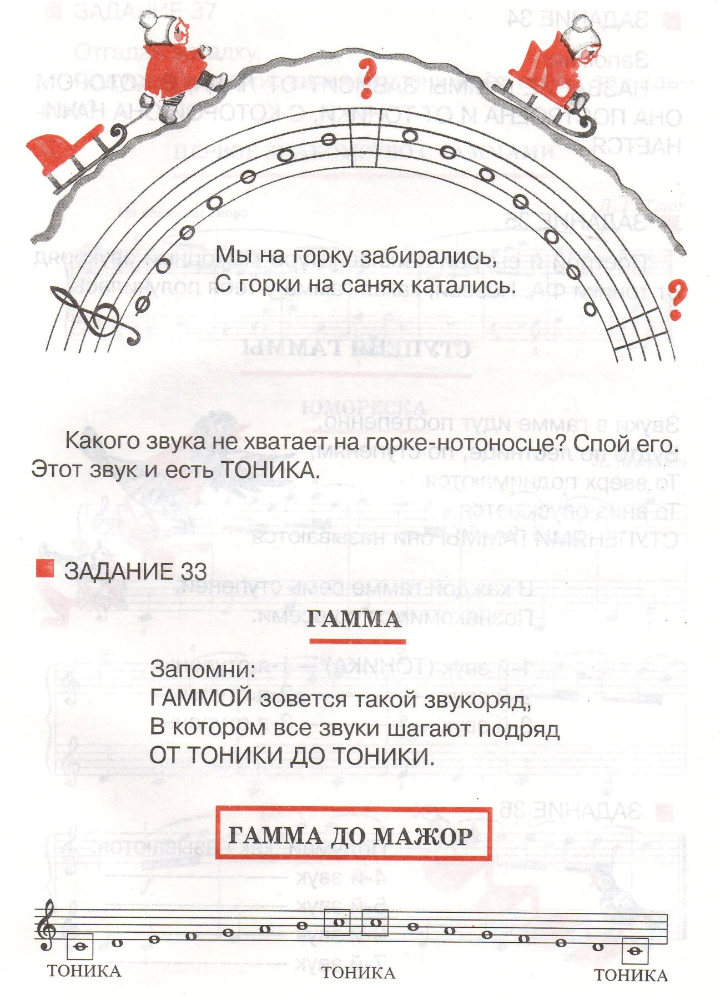 ?
Мы на горку забирались,
С горки на санях катались.
?
Какого звука не хватает на горке-нотоносце? Спой его.
Этот звук и есть ТОНИКА.
ЗАДАНИЕ 33
ГАММА
Запомни:
ГАММОЙ зовется такой звукоряд,
В котором все звуки шагают подряд
ОТ ТОНИКИ ДО ТОНИКИ.
ГАММА ДО МАЖОР
ТОНИКА ТОНИКА ТОНИКА